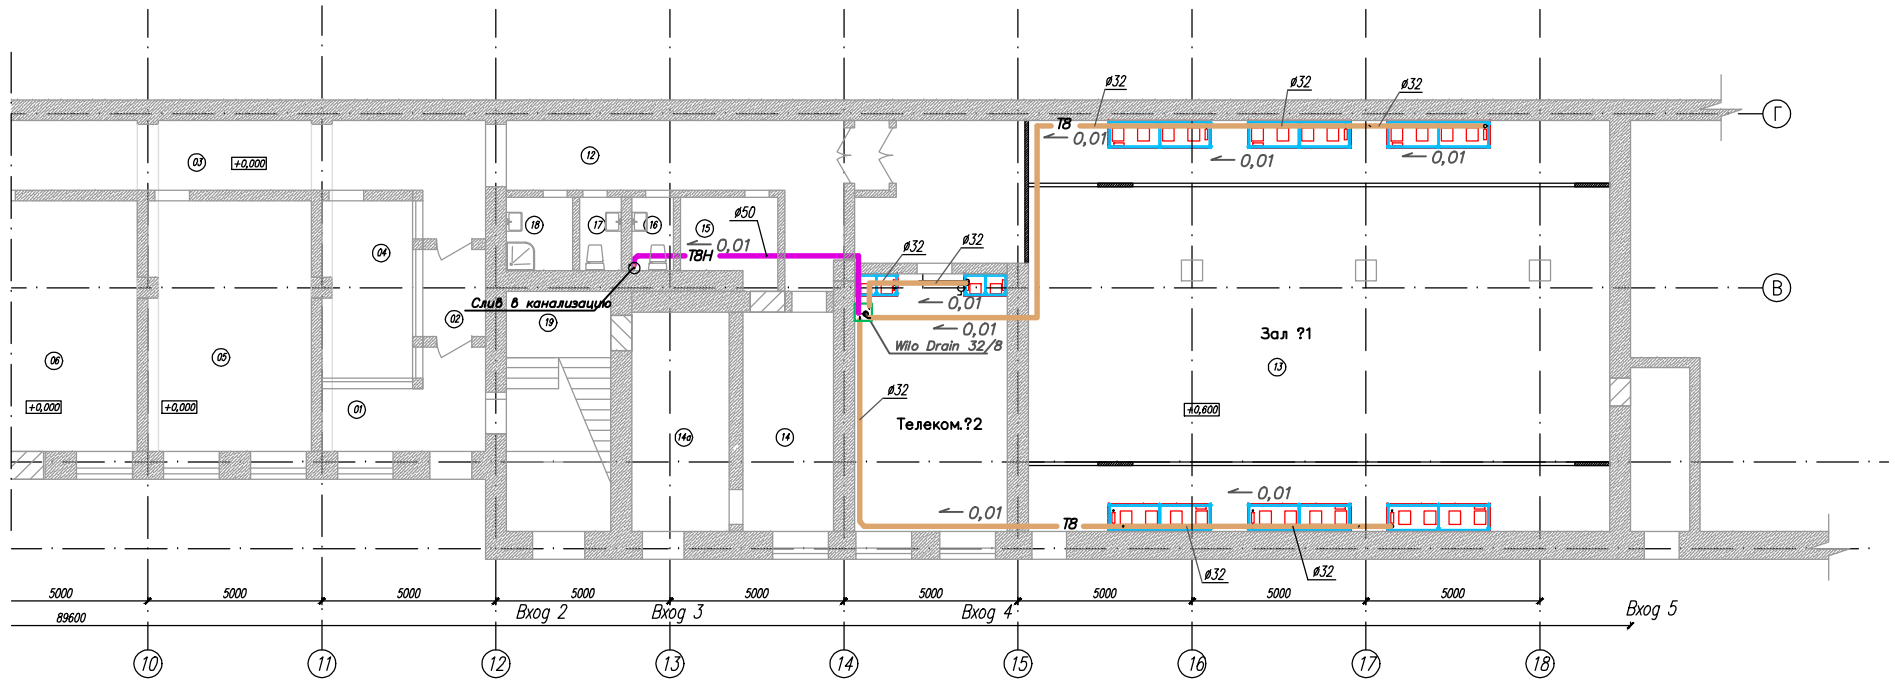 ø32
ø32
ø32
Г
T8
0,01
0,01
0,01
03
+0,000
12
18
17
16
15
ø50
0,01
T8H
04
ø32
ø32
0,01
В
Слив в канализацию
02
19
0,01
Wilo Drain 32/8
Зал ?1
13
06
05
+0,000
+0,000
01
ø32
+0,600
Телеком.?2
14а
14
0,01
0,01
T8
ø32
ø32
5000
5000
5000
5000
5000
5000
5000
5000
5000
Вход 2
Вход 3
Вход 4
Вход 5
89600
10
11
12
13
14
15
16
17
18